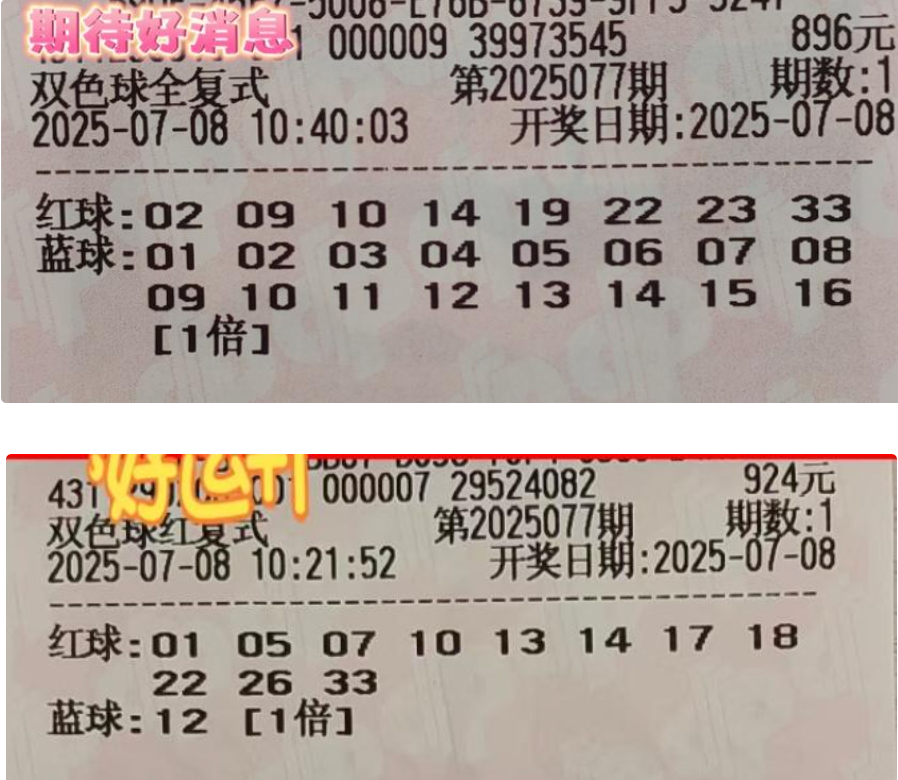 期待好消息
000009 39973545 896元
双色球全复式 第2025077期 期数:1
2025-07-08 10:40:03 开奖日期:2025-07-08
红球:02 09 10 14 19 22 23 33
蓝球:01 02 03 04 05 06 07 08
09 10 11 12 13 14 15 16
[1倍]
好运
431 000007 29524082 924元
双色球红复式 第2025077期 期数:1
2025-07-08 10:21:52 开奖日期:2025-07-08
红球:01 05 07 10 13 14 17 18
22 26 33
蓝球:12 [1倍]